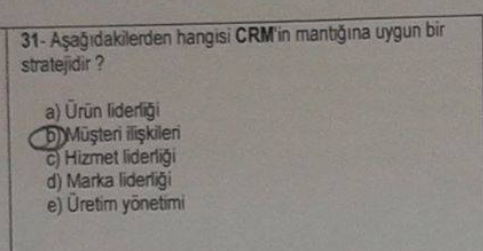 31- Aşağıdakilerden hangisi CRM'in mantığına uygun bir
stratejidir ?
a) Ürün liderliği
b) Müşteri ilişkileri
c) Hizmet liderliği
d) Marka liderliği
e) Üretim yönetimi